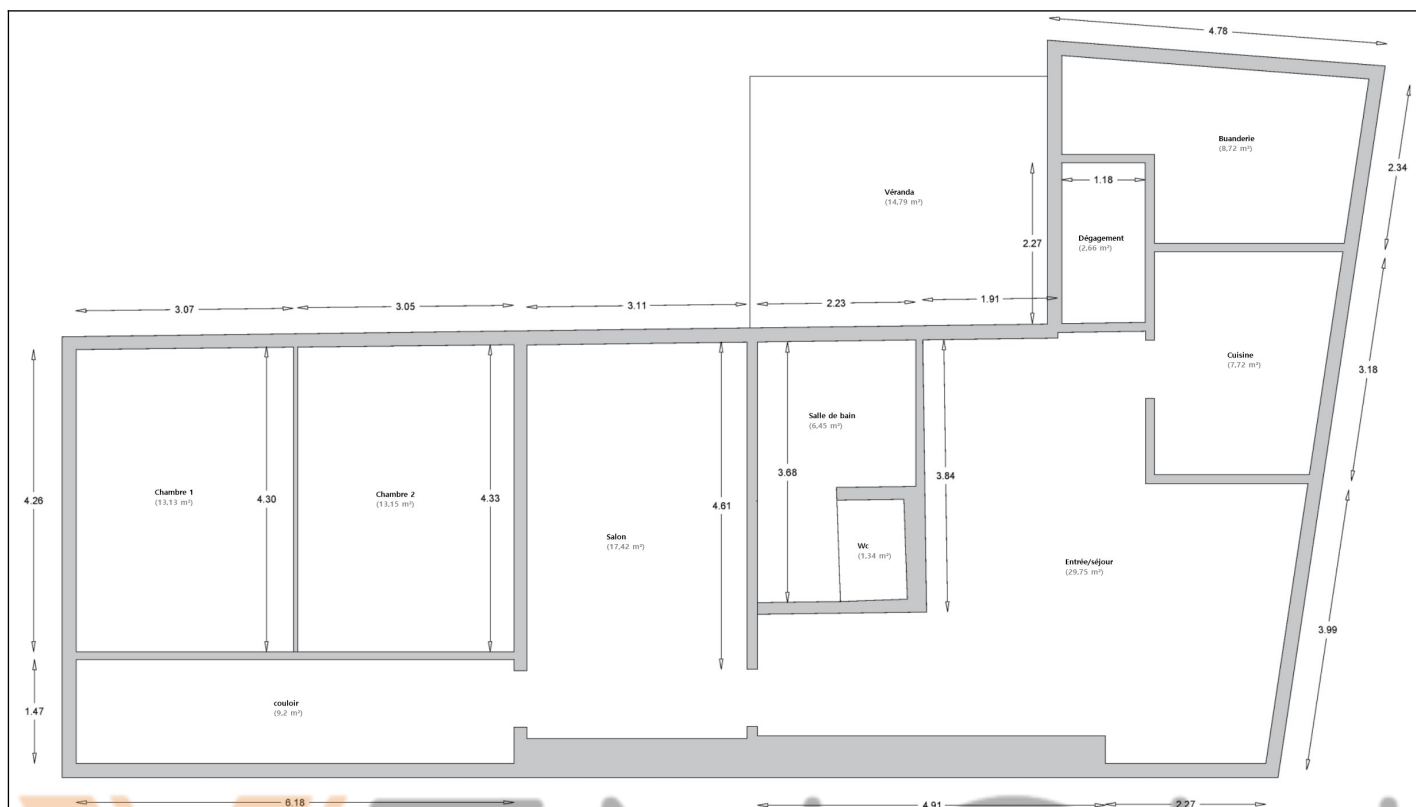 4.78
Buanderie
(8,72 m²)
2.34
Véranda
(14,79 m²)
1.18
Dégagement
(2,66 m²)
2.27
3.07
3.05
3.11
2.23
1.91
Cuisine
(7,72 m²)
3.18
Salle de bain
(6,45 m²)
4.26
Chambre 1
(13,13 m²)
4.30
Chambre 2
(13,15 m²)
4.33
4.61
3.68
3.84
Salon
(17,42 m²)
Wc
(1,34 m²)
Entrée/séjour
(29,75 m²)
3.99
1.47
couloir
(9,2 m²)
6.18
4.91
2.27